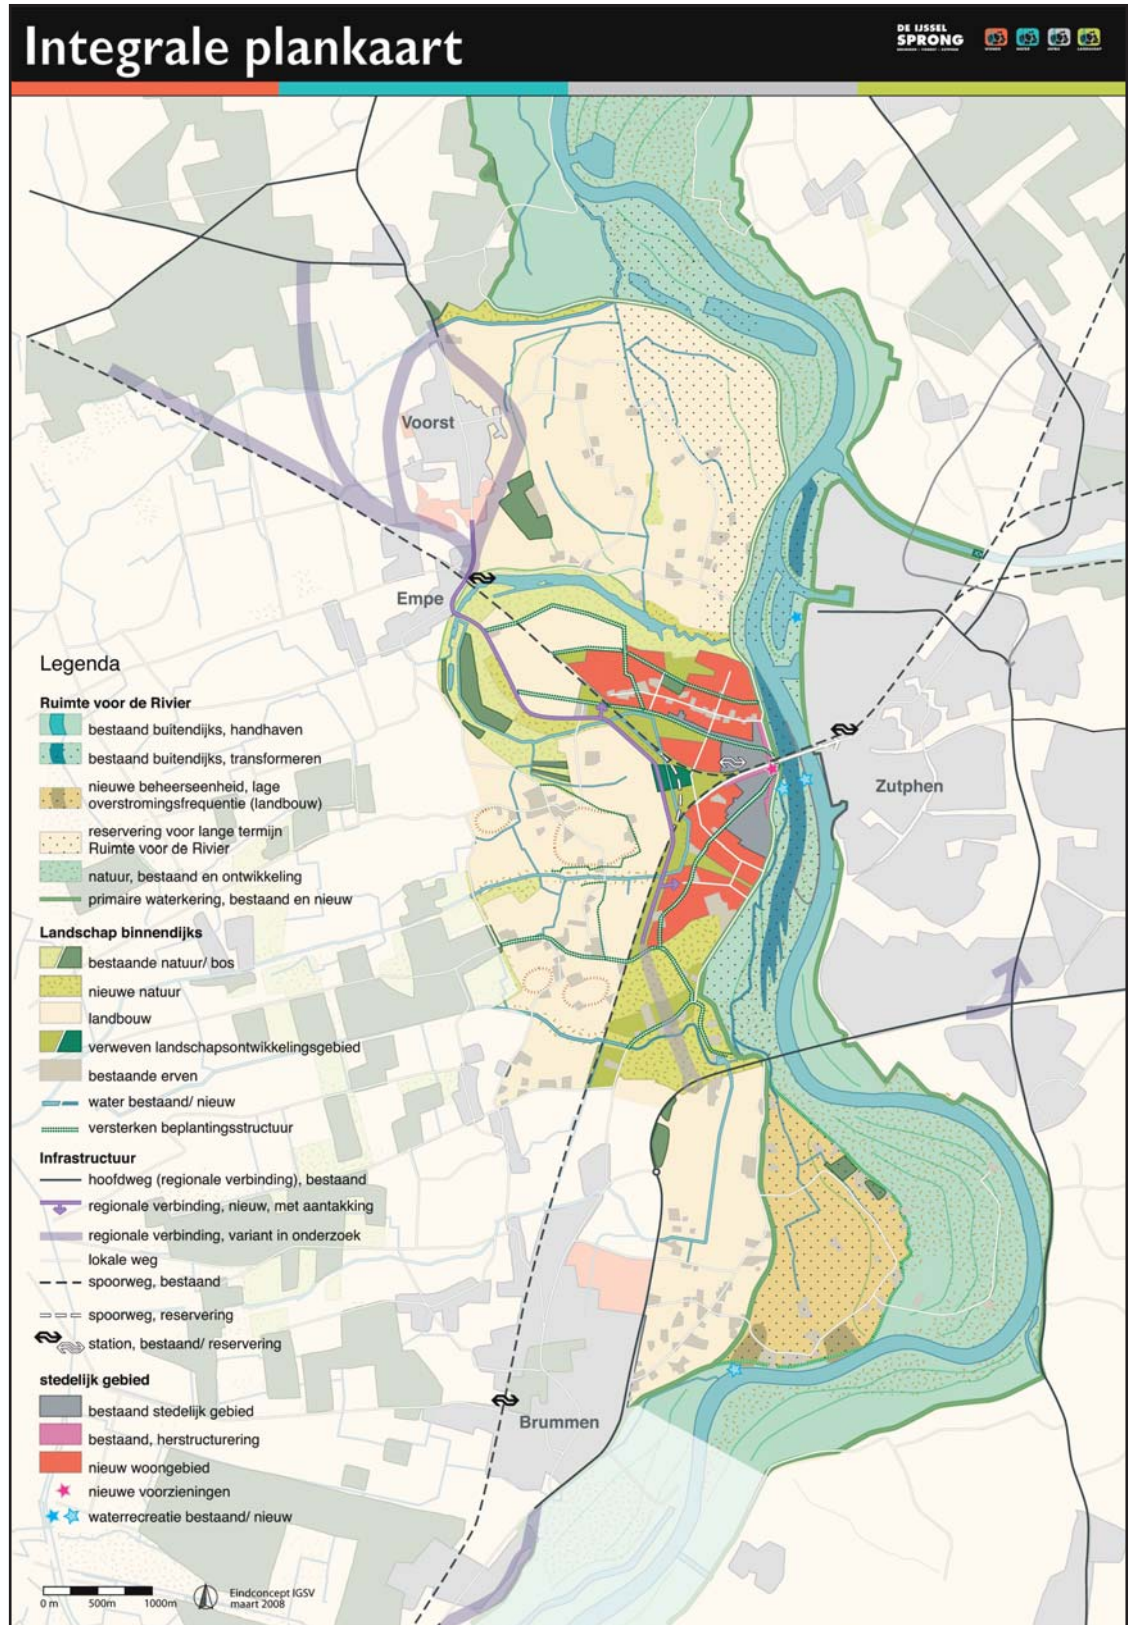 Integrale plankaart
DE IJSSEL
SPRONG
Voorst
Empe
Zutphen
Brummen
Legenda
Ruimte voor de Rivier
bestaand buitendijks, handhaven
bestaand buitendijks, transformeren
nieuwe beheerseenheid, lage
overstromingsfrequentie (landbouw)
reservering voor lange termijn
Ruimte voor de Rivier
natuur, bestaand en ontwikkeling
primaire waterkering, bestaand en nieuw
Landschap binnendijks
bestaande natuur/ bos
nieuwe natuur
landbouw
verweven landschapsontwikkelingsgebied
bestaande erven
water bestaand/ nieuw
versterken beplantingsstructuur
Infrastructuur
hoofdweg (regionale verbinding), bestaand
regionale verbinding, nieuw, met aantakking
regionale verbinding, variant in onderzoek
lokale weg
spoorweg, bestaand
spoorweg, reservering
station, bestaand/ reservering
stedelijk gebied
bestaand stedelijk gebied
bestaand, herstructurering
nieuw woongebied
nieuwe voorzieningen
waterrecreatie bestaand/ nieuw
0 m 500m 1000m
Eindconcept IGSV
maart 2008